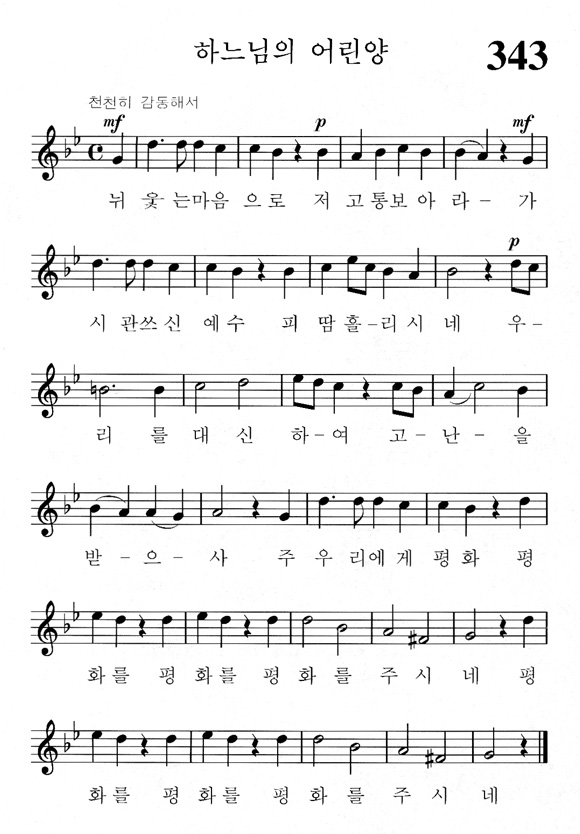 하느님의 어린양 343
천천히 감동해서
mf p mf
뉘 웇 는마음 으로 저 고통보아 라- 가
p
시 관쓰신 예수 피 땀흘-리시네 우-
리 를 대 신 하-여 고-난-을
받-으-사 주 우리에게 평화 평
화를 평 화를 평 화 를 주 시 네 평
화를 평 화를 평 화 를 주 시 네